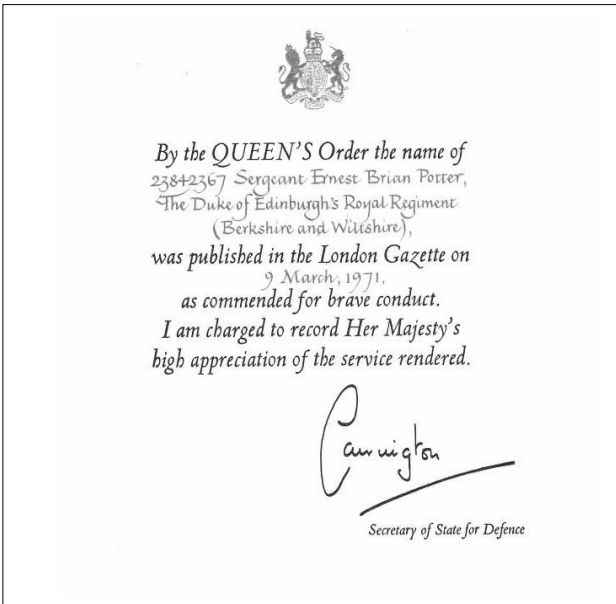 By the QUEEN'S Order the name of
23842367 Sergeant Ernest Brian Potter,
The Duke of Edinburgh's Royal Regiment
(Berkshire and Wiltshire),
was published in the London Gazette on
9 March, 1971,
as commended for brave conduct.
I am charged to record Her Majesty's
high appreciation of the service rendered.
Carrington
Secretary of State for Defence